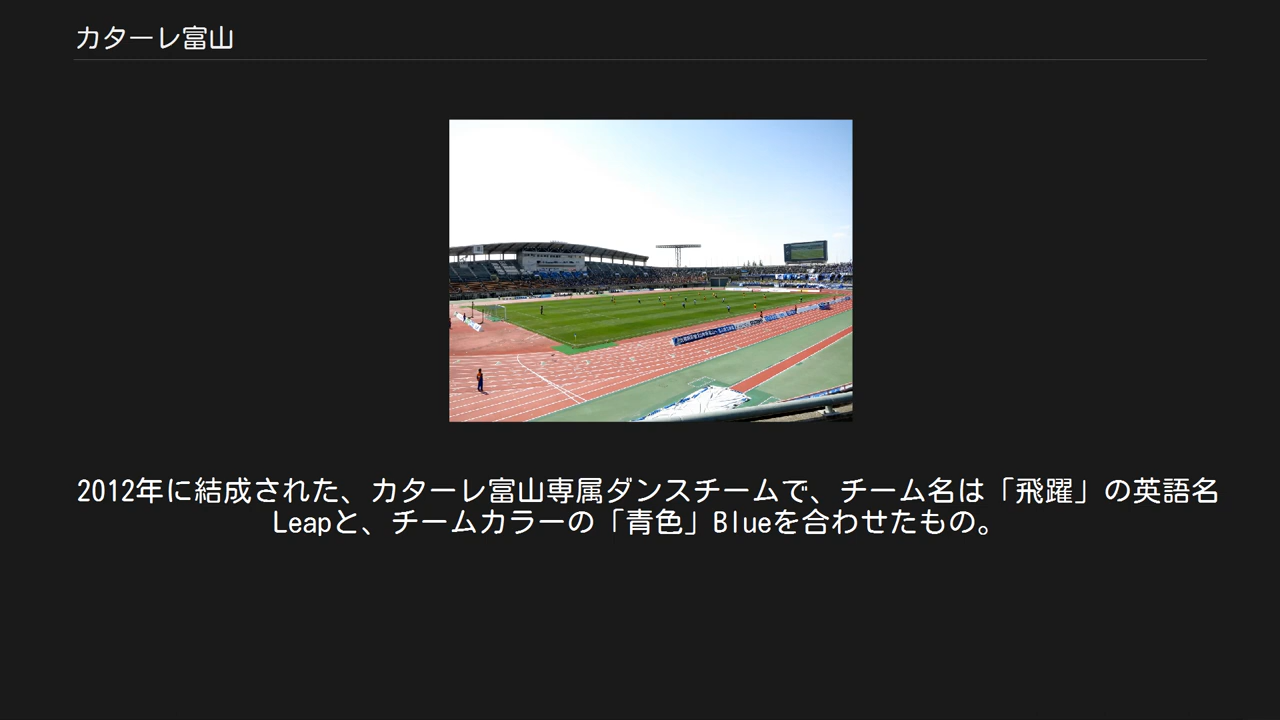 カターレ富山
2012年に結成された、カターレ富山専属ダンスチームで、チーム名は「飛躍」の英語名
Leapと、チームカラーの「青色」Blueを合わせたもの。